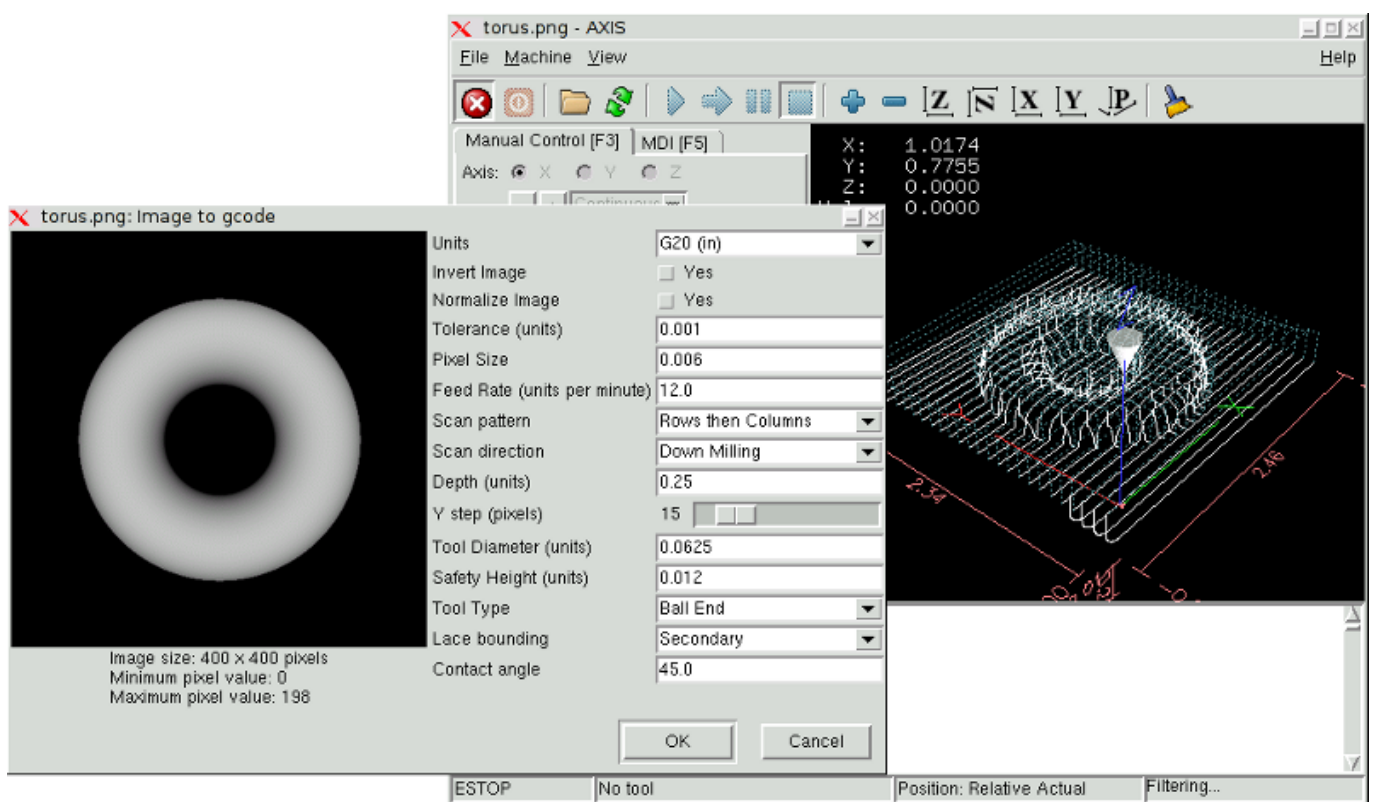 torus.png - AXIS
File Machine View Help
Z N X Y P
Manual Control [F3] MDI [F5]
Axis: X Y Z
Continuous
X: 1.0174
Y: 0.7755
Z: 0.0000
0.0000
torus.png: Image to gcode
Units G20 (in)
Invert Image Yes
Normalize Image Yes
Tolerance (units) 0.001
Pixel Size 0.006
Feed Rate (units per minute) 12.0
Scan pattern Rows then Columns
Scan direction Down Milling
Depth (units) 0.25
Y step (pixels) 15
Tool Diameter (units) 0.0625
Safety Height (units) 0.012
Tool Type Ball End
Lace bounding Secondary
Contact angle 45.0
Image size: 400 x 400 pixels
Minimum pixel value: 0
Maximum pixel value: 198
OK Cancel
X
2.34
2.46
ESTOP No tool Position: Relative Actual Filtering...